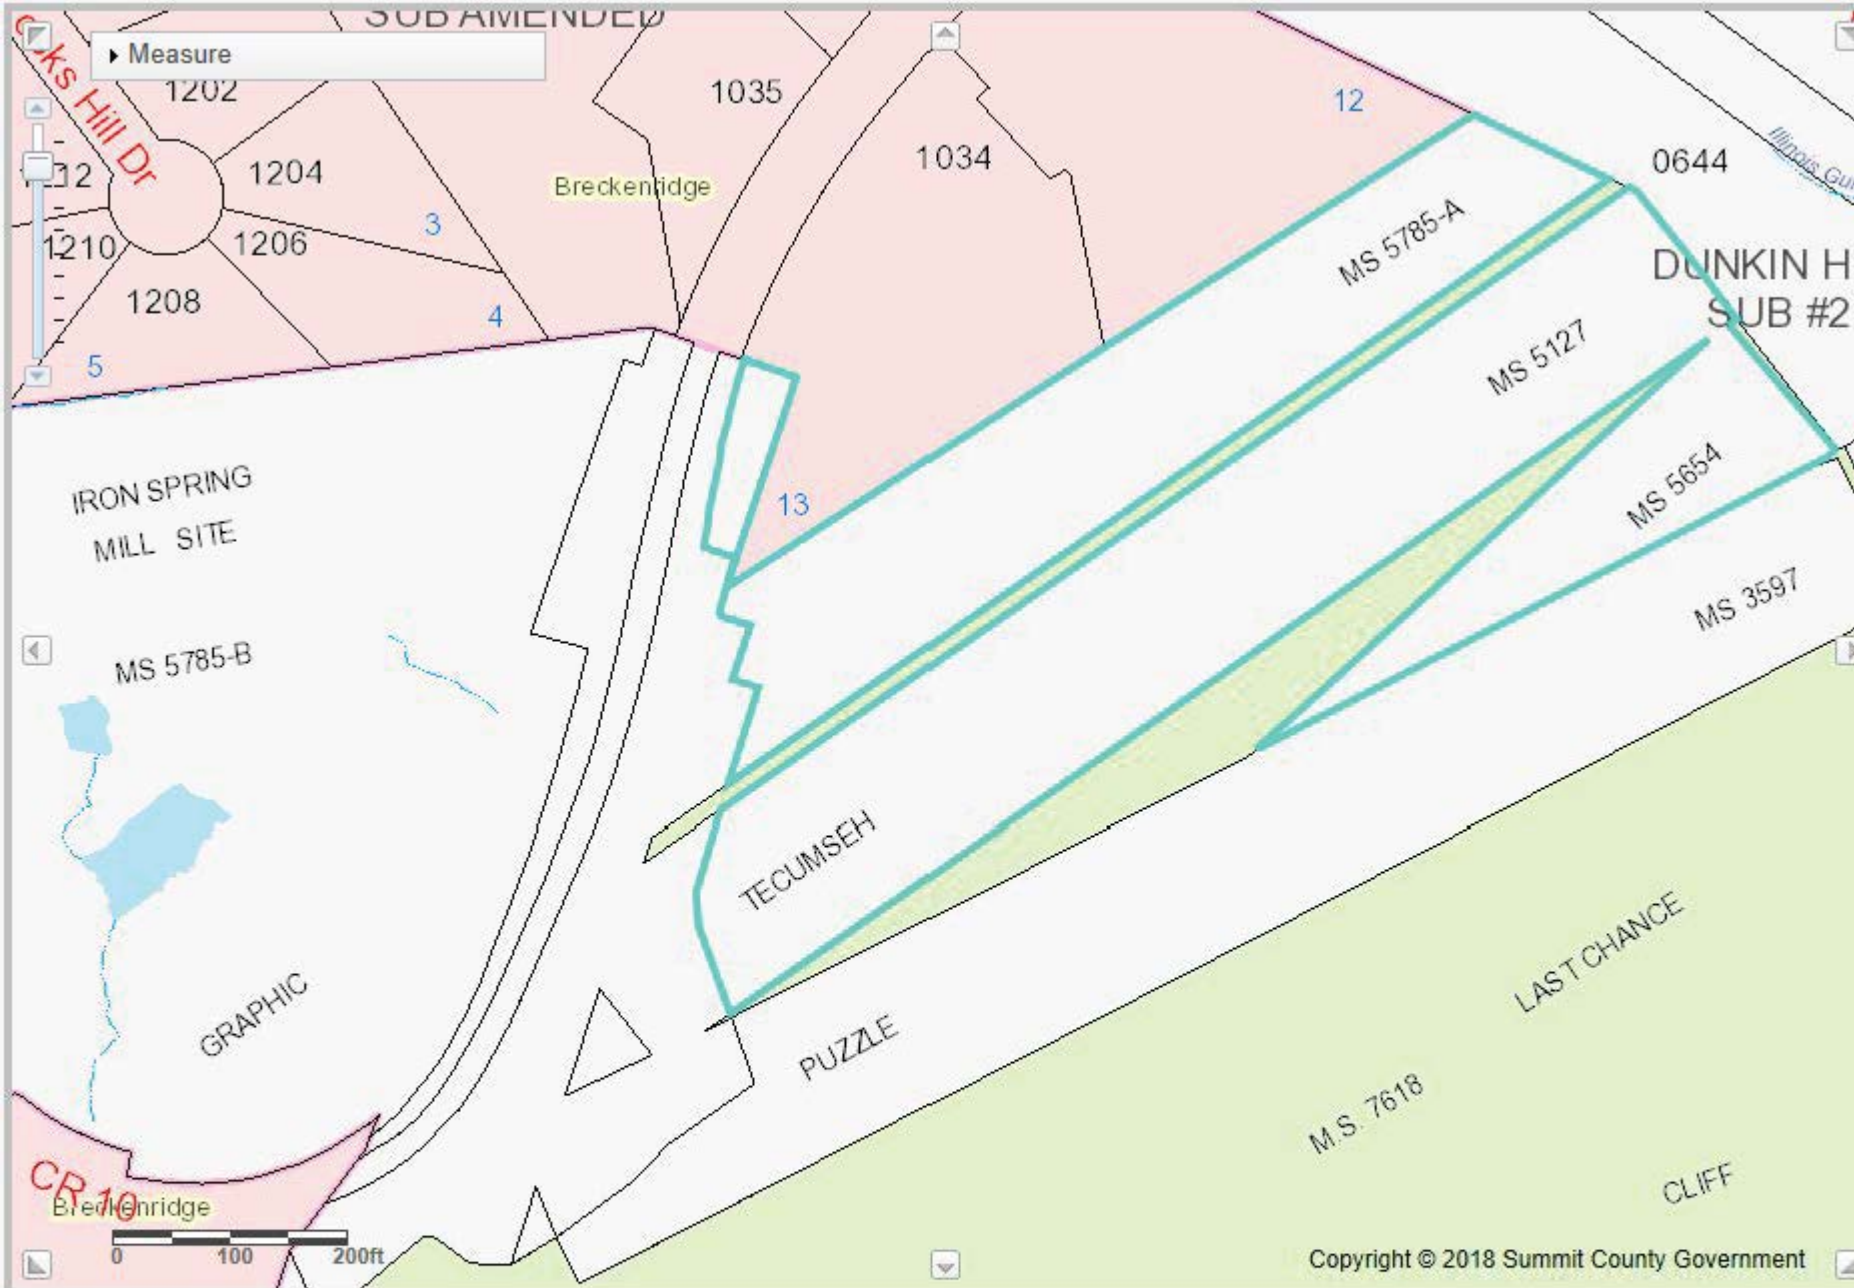 SUB AMENDED
Measure
1202
1035
12
1034
Hill Dr
1204
0644
Breckenridge
MS 5785-A
3
1210
1206
DUNKIN H
SUB #2
1208
4
MS 5127
5
IRON SPRING
MILL SITE
13
MS 5654
MS 3597
MS 5785-B
TECUMSEH
LAST CHANCE
GRAPHIC
PUZZLE
M.S. 7618
CLIFF
CR 10
Breckenridge
0 100 200ft
Copyright © 2018 Summit County Government